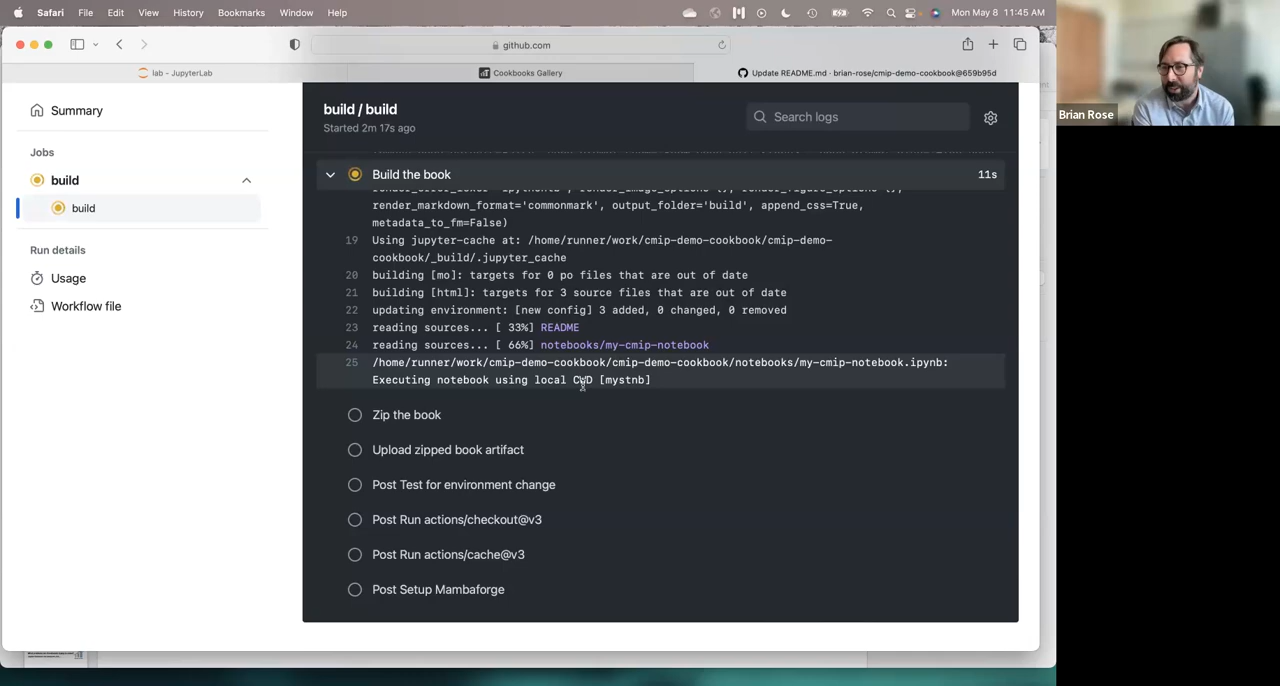 Safari File Edit View History Bookmarks Window Help Mon May 8 11:45 AM
github.com
lab - JupyterLab Cookbooks Gallery Update README.md · brian-rose/cmip-demo-cookbook@659b95d
Summary
Jobs
build
build
Run details
Usage
Workflow file
build / build
Started 2m 17s ago
Search logs
Build the book 11s
render_markdown_format='commonmark', output_folder='build', append_css=True,
metadata_to_fm=False)
19 Using jupyter-cache at: /home/runner/work/cmip-demo-cookbook/cmip-demo-
cookbook/_build/.jupyter_cache
20 building [mo]: targets for 0 po files that are out of date
21 building [html]: targets for 3 source files that are out of date
22 updating environment: [new config] 3 added, 0 changed, 0 removed
23 reading sources... [ 33%] README
24 reading sources... [ 66%] notebooks/my-cmip-notebook
25 /home/runner/work/cmip-demo-cookbook/cmip-demo-cookbook/notebooks/my-cmip-notebook.ipynb:
Executing notebook using local CWD [mystnb]
Zip the book
Upload zipped book artifact
Post Test for environment change
Post Run actions/checkout@v3
Post Run actions/cache@v3
Post Setup Mambaforge
Brian Rose